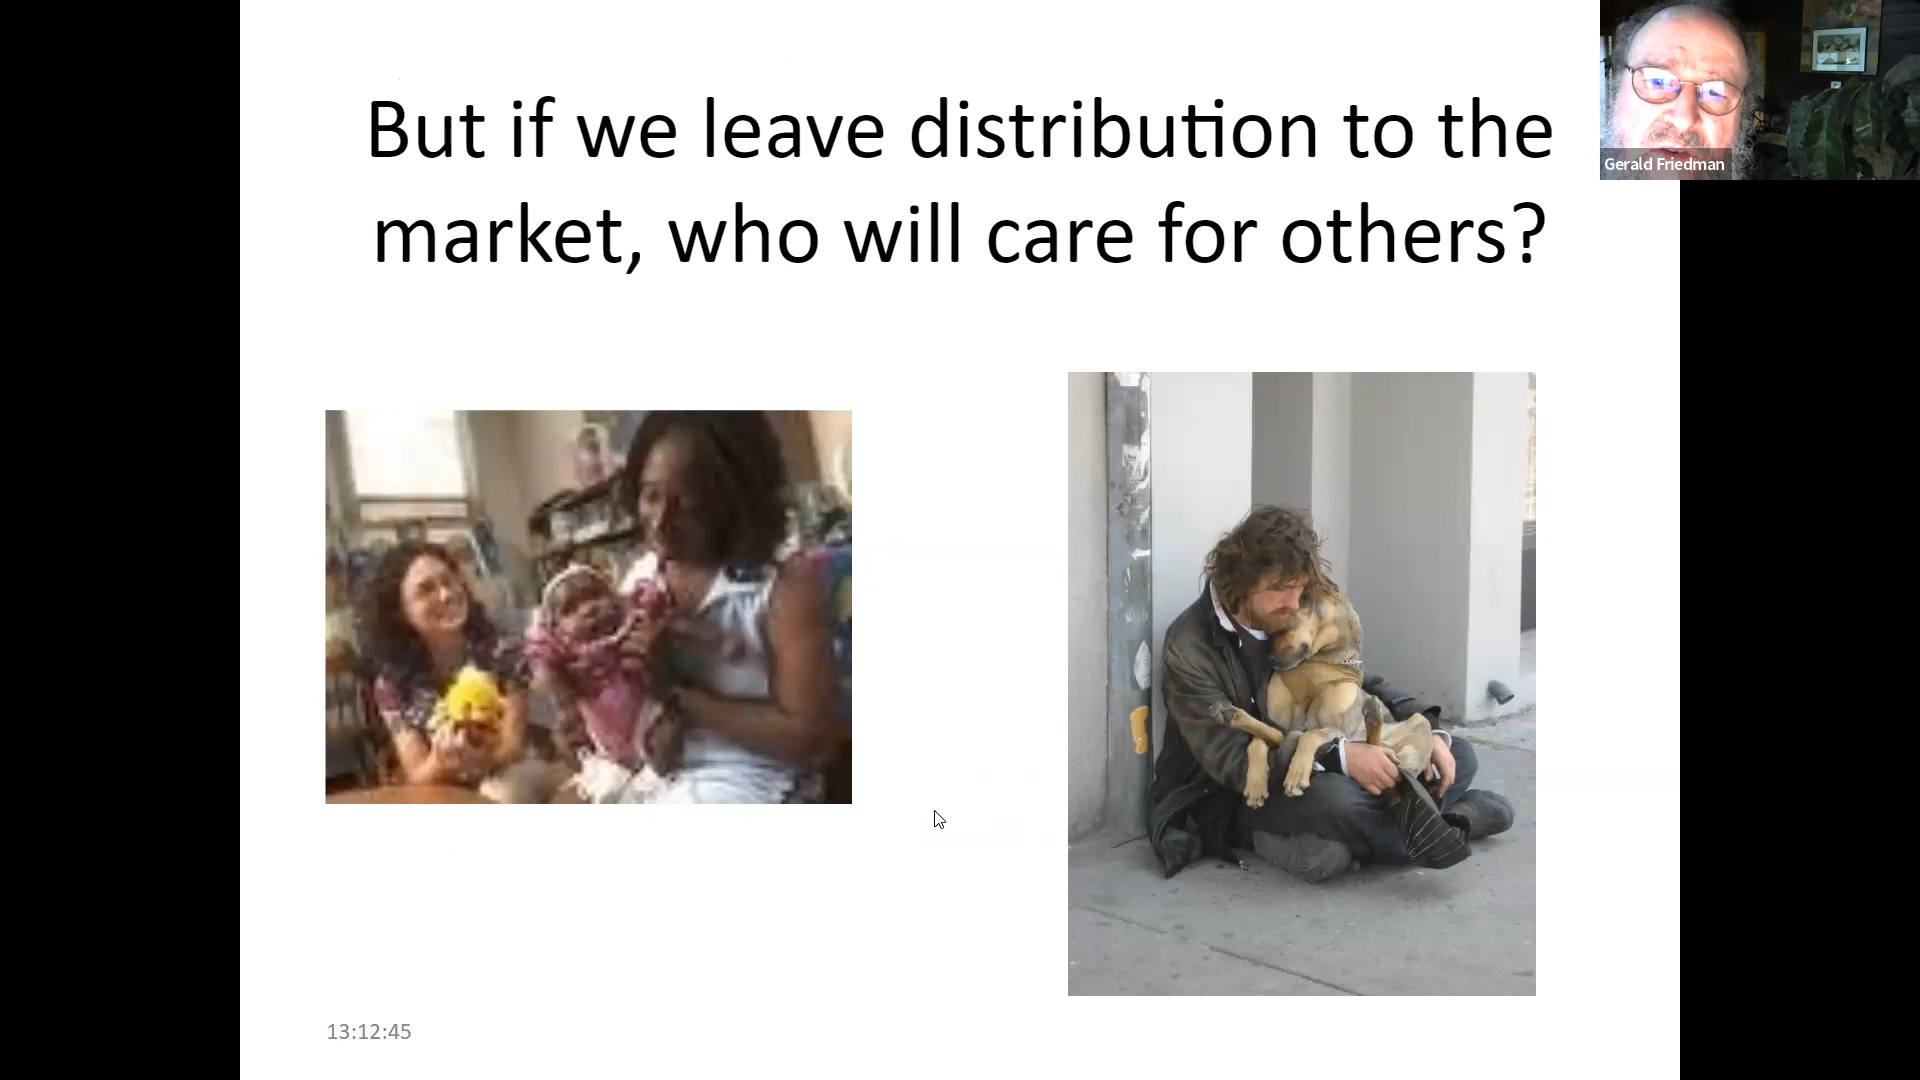 But if we leave distribution to the
market, who will care for others?
Gerald Friedman
13:12:45